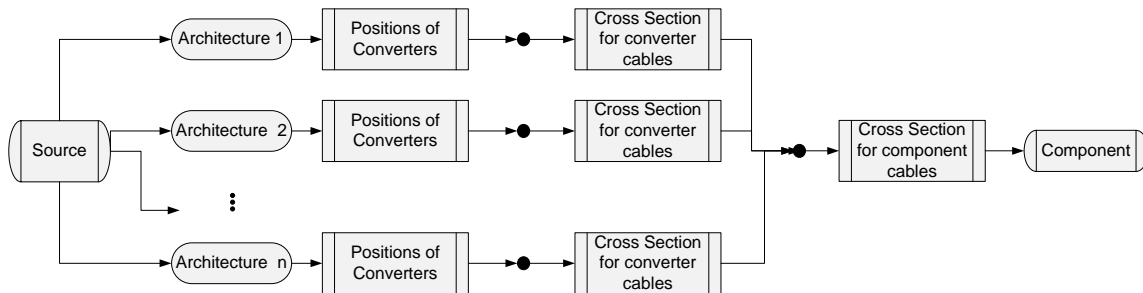 Architecture 1
Positions of
Converters
Cross Section
for converter
cables
Source
Architecture 2
Positions of
Converters
Cross Section
for converter
cables
Cross Section
for component
cables
Component
Architecture n
Positions of
Converters
Cross Section
for converter
cables